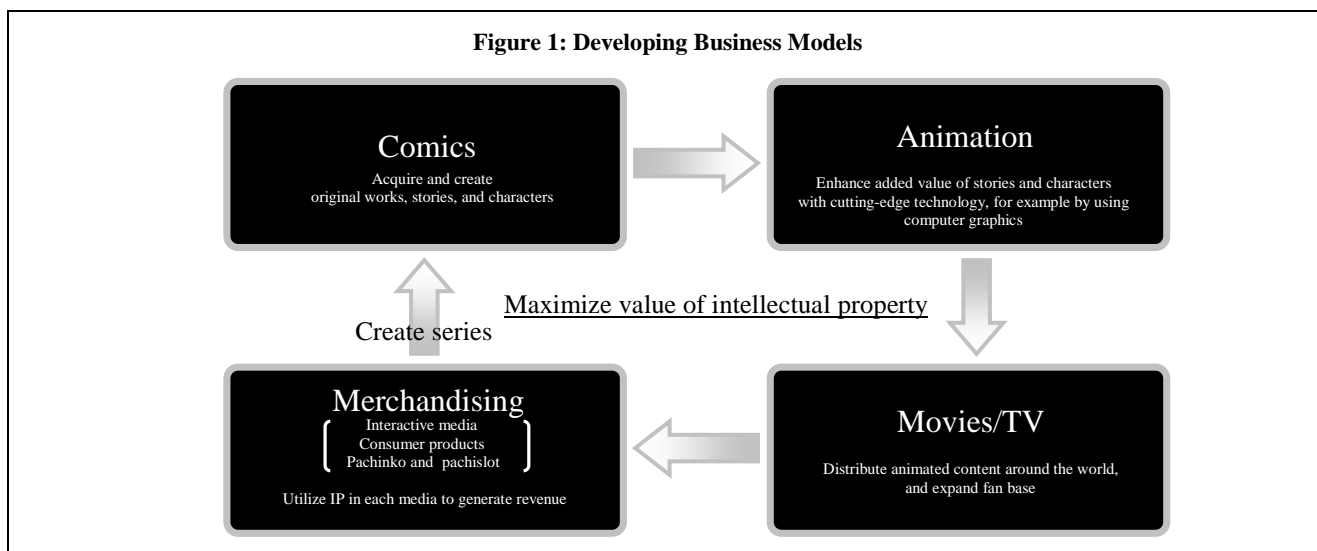 Figure 1: Developing Business Models
Comics
Acquire and create
original works, stories, and characters
Animation
Enhance added value of stories and characters
with cutting-edge technology, for example by using
computer graphics
Maximize value of intellectual property
Create series
Merchandising
Interactive media
Consumer products
Pachinko and pachislot
Utilize IP in each media to generate revenue
Movies/TV
Distribute animated content around the world,
and expand fan base